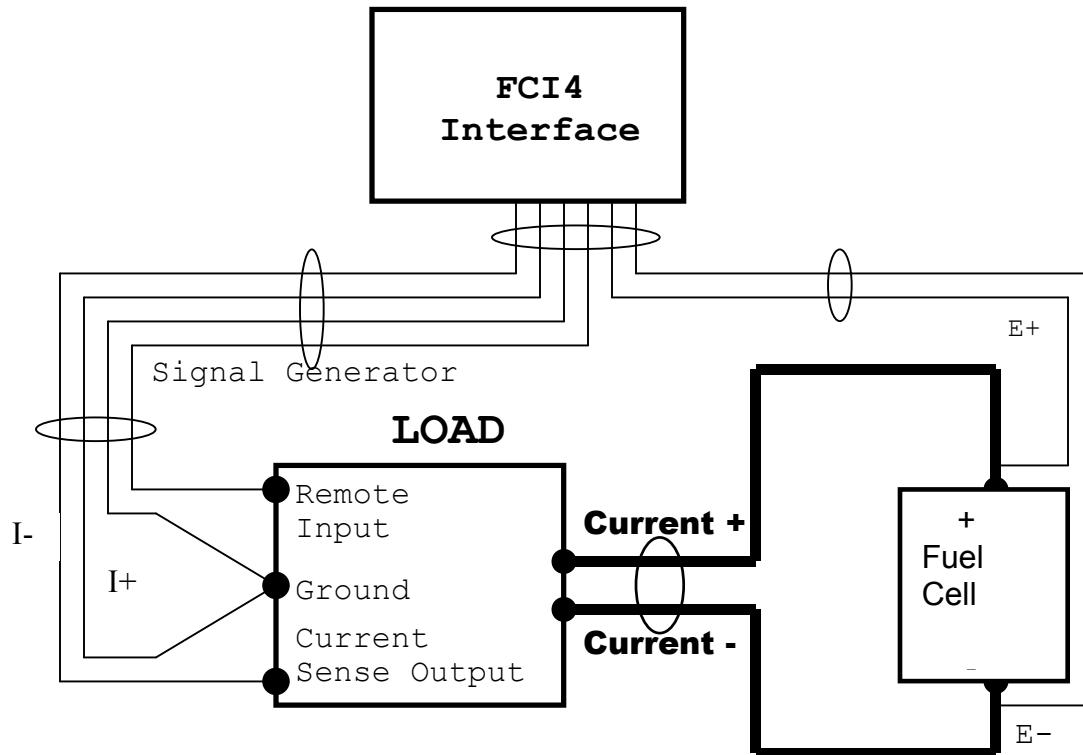 FCI4
Interface
E+
Signal Generator
LOAD
Remote
Input
Current +
+
Fuel
Cell
I-
I+
Ground
Current
Sense Output
Current -
-
E-